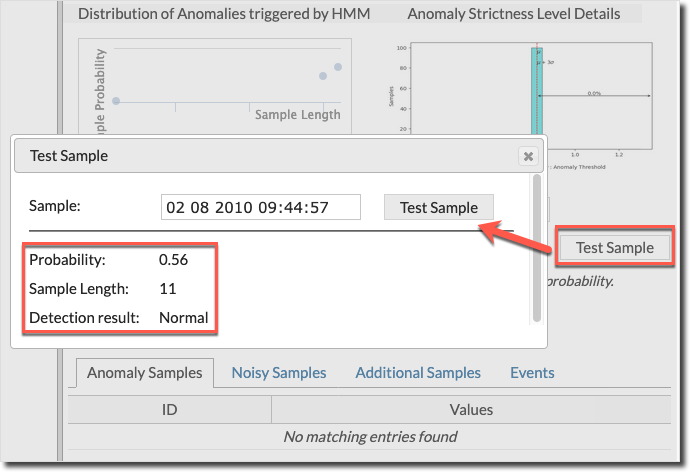 Distribution of Anomalies triggered by HMM
Anomaly Strictness Level Details
ple Probability
Sample Length
100
80
60
40
20
Samples
μ
μ + 3σ
0.0%
1.0
1.2
: Anomaly Threshold
Test Sample
Sample:
02 08 2010 09:44:57
Test Sample
Test Sample
Probability:
0.56
Sample Length:
11
Detection result:
Normal
probability.
Anomaly Samples
Noisy Samples
Additional Samples
Events
ID
Values
No matching entries found